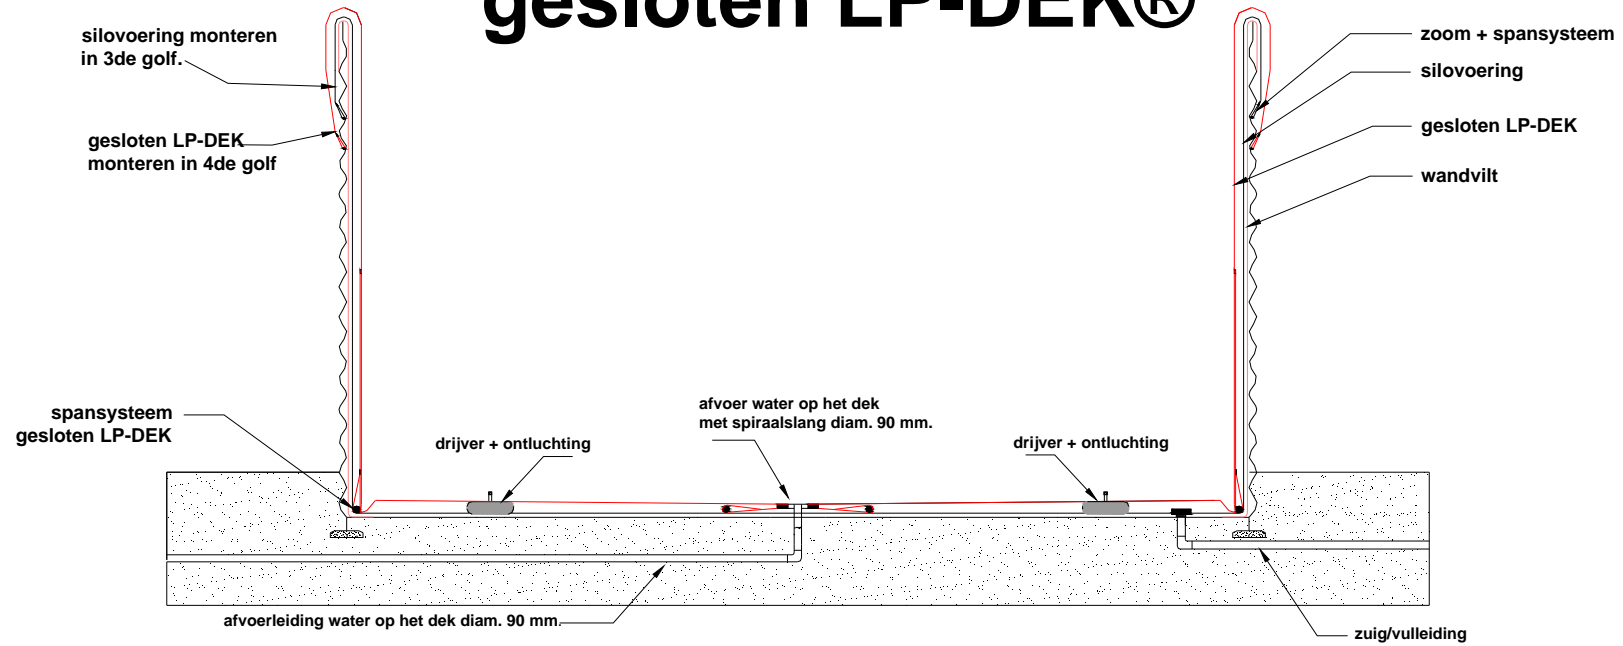 gesloten LP-DEK®
silovoering monteren
in 3de golf.
gesloten LP-DEK
monteren in 4de golf
zoom + spansysteem
silovoering
gesloten LP-DEK
wandvilt
spansysteem
gesloten LP-DEK
drijver + ontluchting
afvoer water op het dek
met spiraalslang diam. 90 mm.
drijver + ontluchting
afvoerleiding water op het dek diam. 90 mm.
zuig/vulleiding